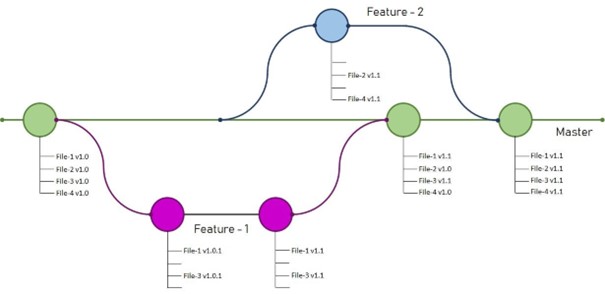 Feature - 2
File-2 v1.1
File-4 v1.1
Master
File-1 v1.0
File-2 v1.0
File-3 v1.0
File-4 v1.0
File-1 v1.1
File-2 v1.0
File-3 v1.1
File-4 v1.0
File-1 v1.1
File-2 v1.1
File-3 v1.1
File-4 v1.1
Feature - 1
File-1 v1.0.1
File-3 v1.0.1
File-1 v1.1
File-3 v1.1